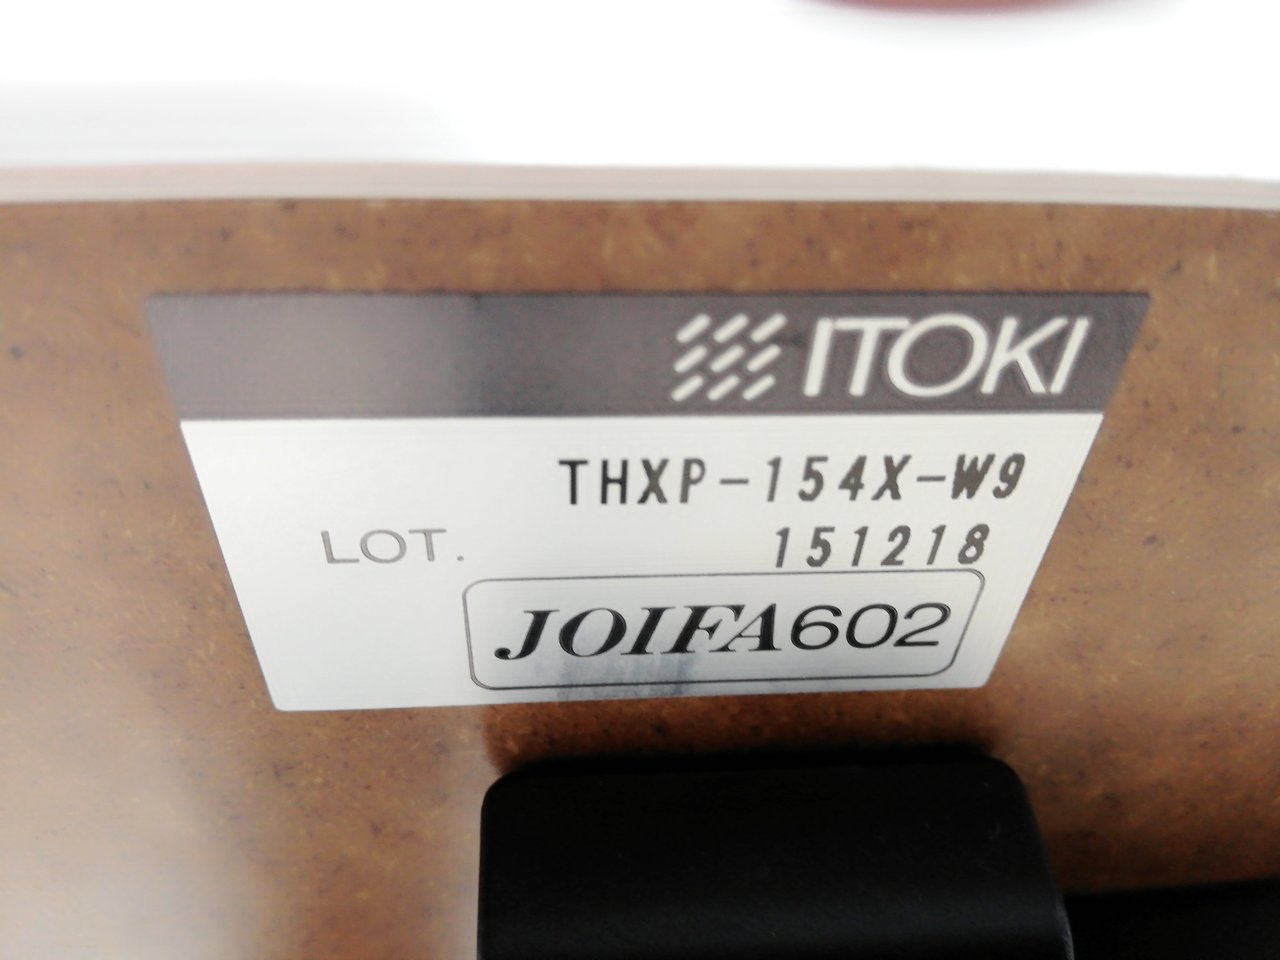 ITOKI
THXP-154X-W9
LOT. 151218
JOIFA602